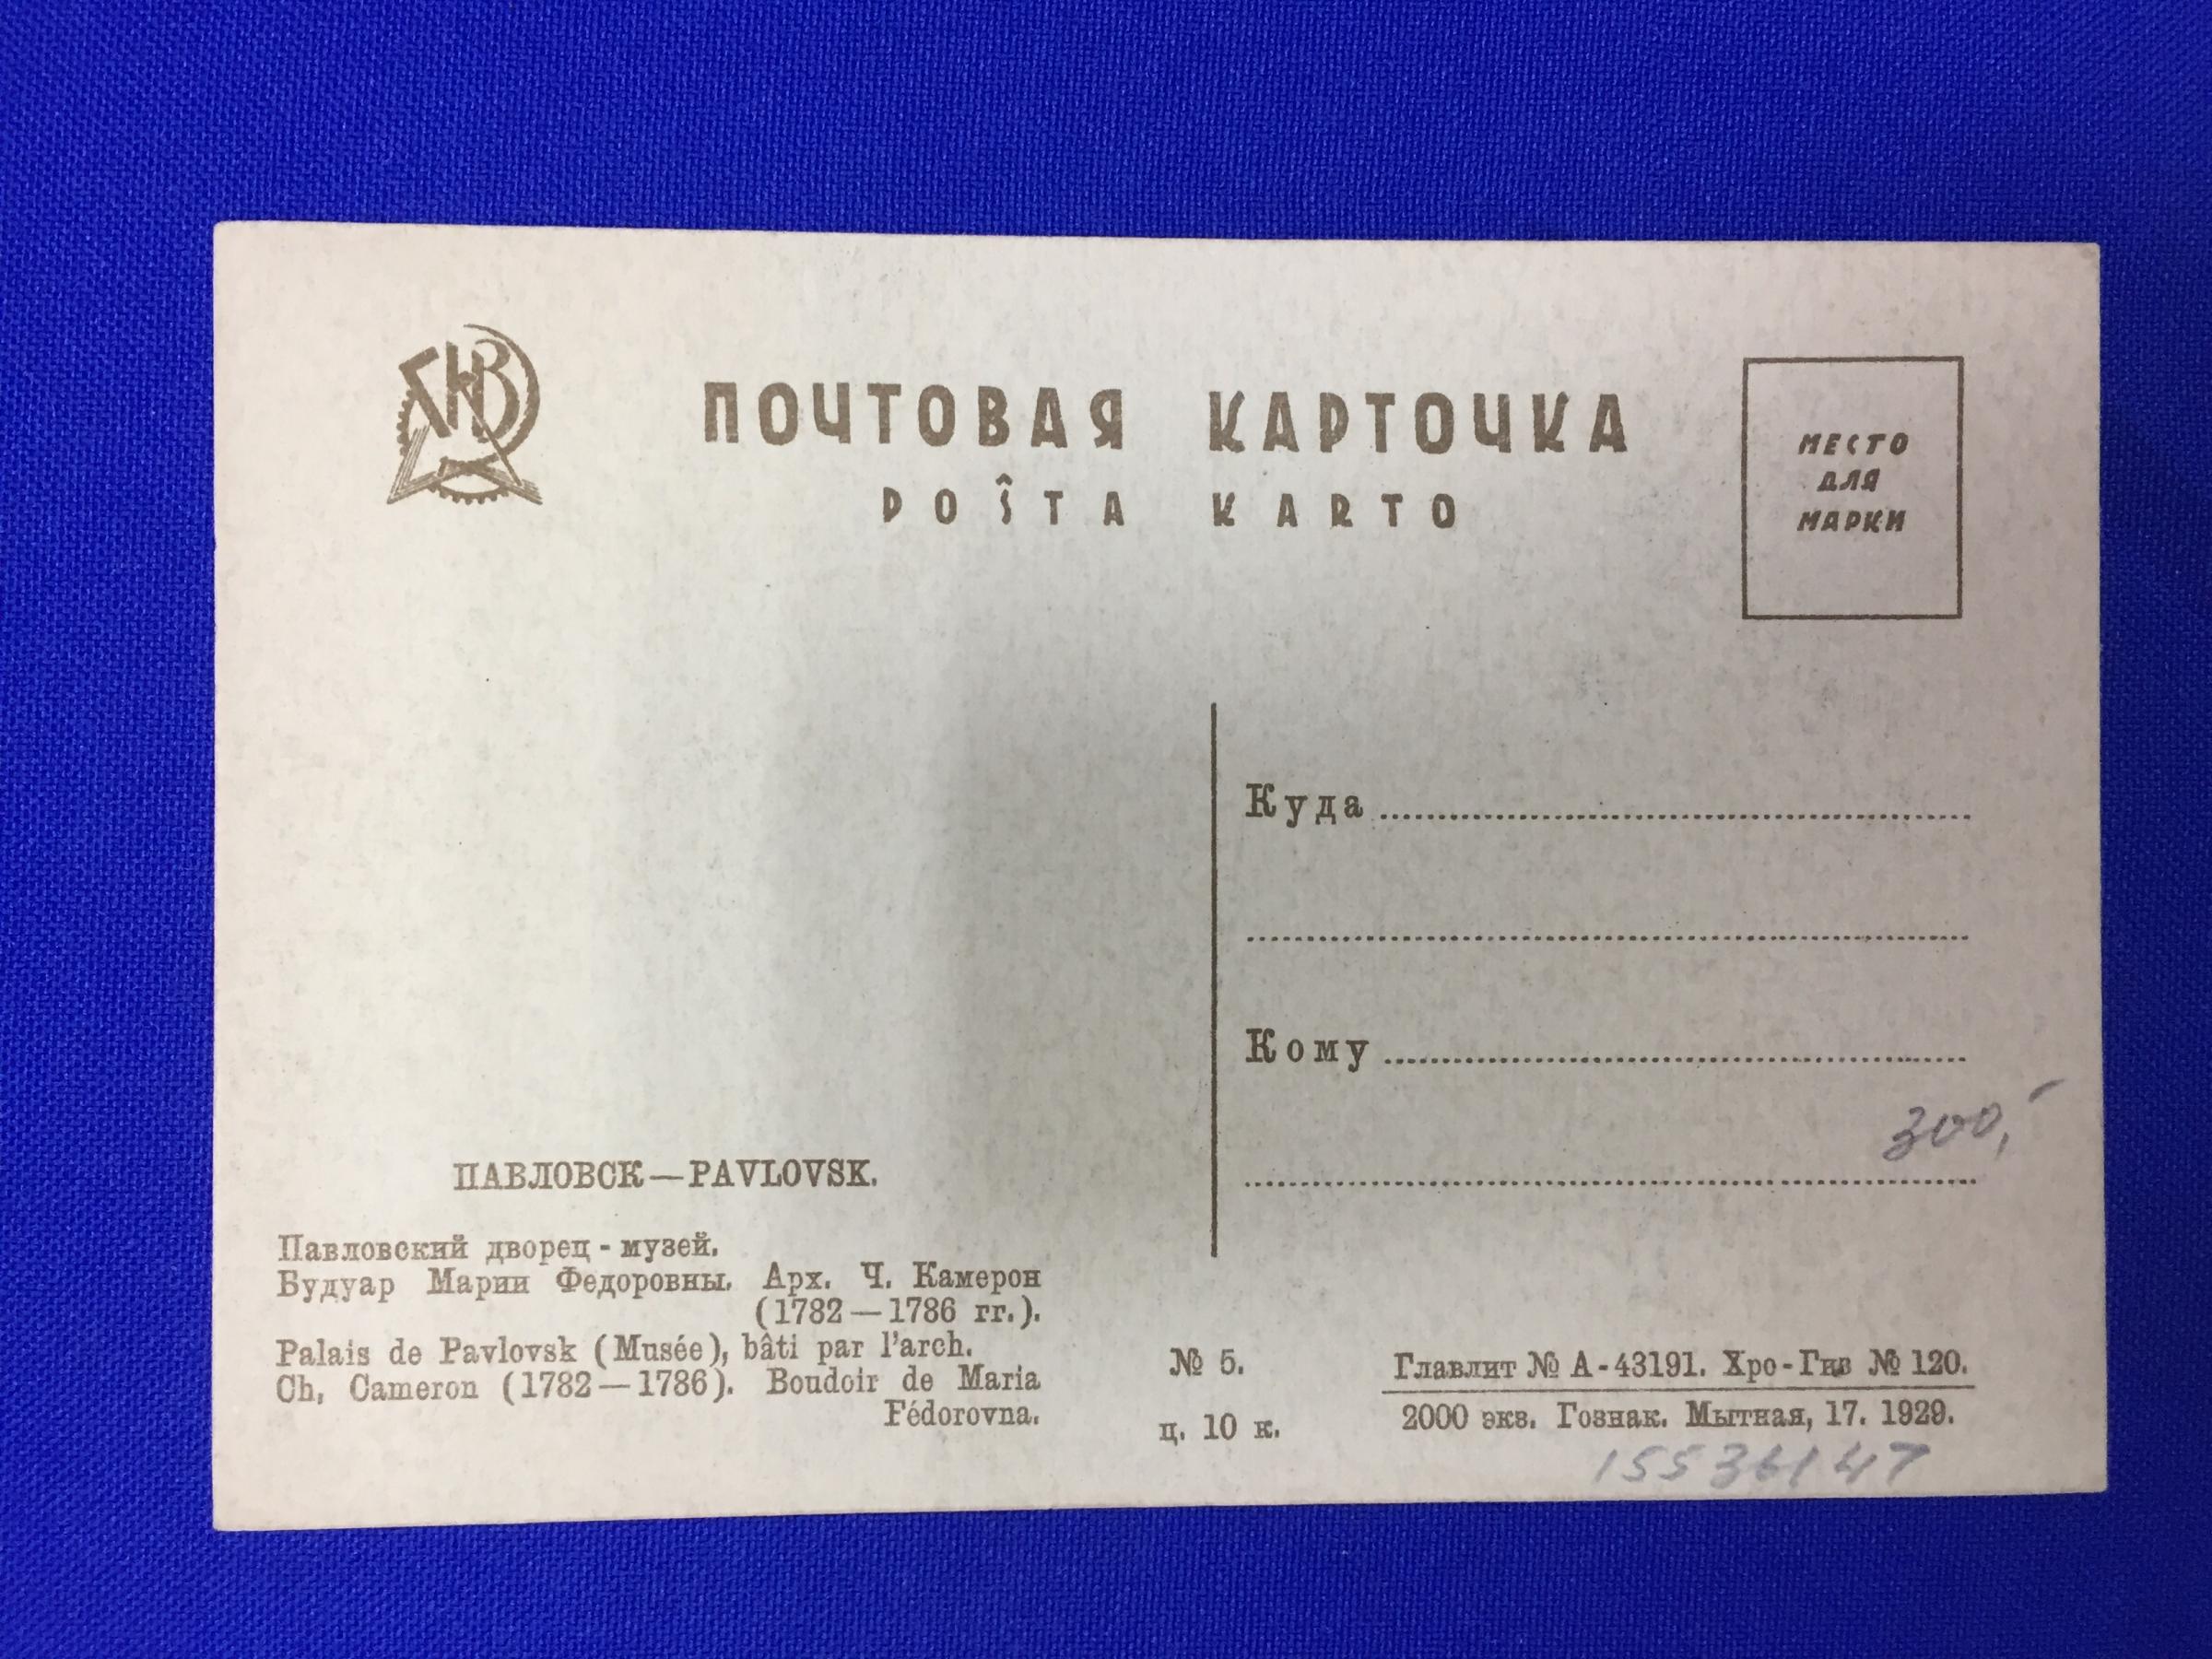 ГНВ
ПОЧТОВАЯ КАРТОЧКА
POŜTA KARTO
МЕСТО
ДЛЯ
МАРКИ
Куда
Кому
300,-
ПАВЛОВСК—PAVLOVSK.
Павловский дворец - музей.
Будуар Марии Федоровны. Арх. Ч. Камерон
(1782—1786 гг.).
Palais de Pavlovsk (Musée), bâti par l'arch.
Ch, Cameron (1782—1786). Boudoir de Maria
Fédorovna.
№ 5.
ц. 10 к.
Главлит № А-43191. Хро-Гив № 120.
2000 экз. Гознак. Мытная, 17. 1929.
15536147